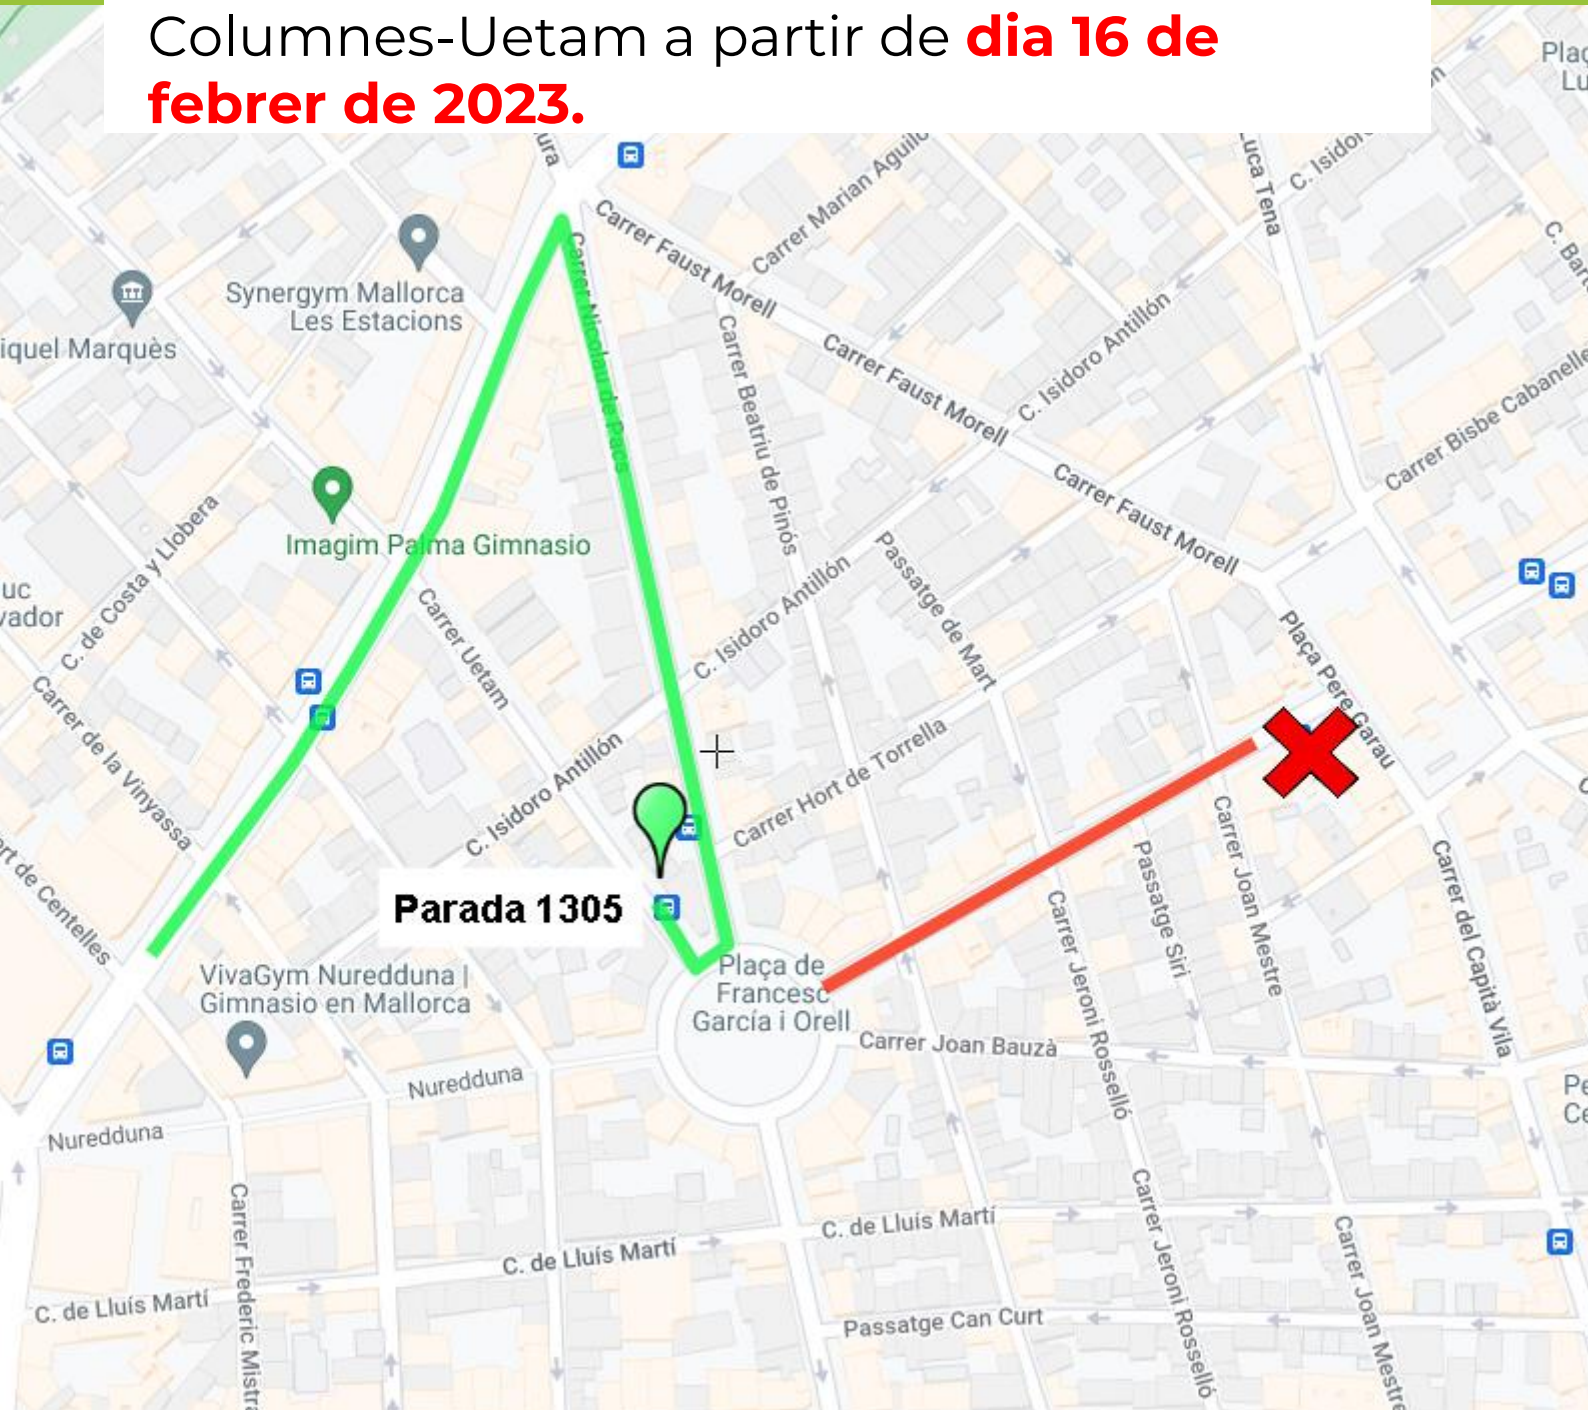 Columnes-Uetam a partir de dia 16 de
febrer de 2023.
Carrer Marian Aguiló
C. Isidoro Antillón
Carrer Faust Morell
Synergym Mallorca
Les Estacions
Carrer Nicolau de Pacs
iquel Marquès
Carrer Beatriu de Pinós
Carrer Faust Morell
C. Isidoro Antillón
Carrer Bisbe Cabanelle
Carrer Faust Morell
C. de Costa y Llobera
Imagim Palma Gimnasio
Passatge de Mart
C. Isidoro Antillón
Carrer Uetam
Plaça Pere Garau
Carrer de la Vinyassa
Carrer Hort de Torrella
Parada 1305
Carrer Joan Mestre
Passatge Sirí
Carrer del Capità Vila
ort de Centelles
VivaGym Nuredduna |
Gimnasio en Mallorca
Plaça de
Francesc
García i Orell
Carrer Jeroni Rosselló
Carrer Joan Bauzà
Nuredduna
Nuredduna
Carrer Frederic Mistra
C. de Lluís Martí
C. de Lluís Martí
C. de Lluís Martí
Carrer Jeroni Rosselló
Carrer Joan Mestre
Passatge Can Curt